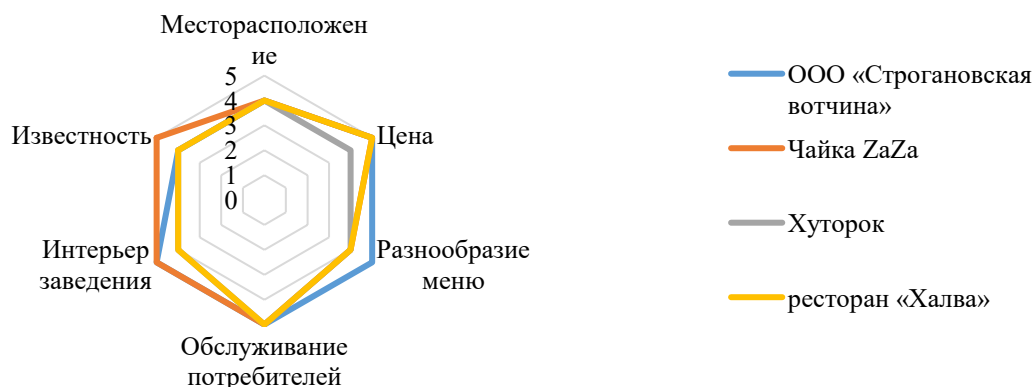 Месторасположен
ие
5
4
3
2
1
0
Цена
Разнообразие
меню
Обслуживание
потребителей
Интерьер
заведения
Известность
ООО «Строгановская
вотчина»
Чайка ZaZa
Хуторок
ресторан «Халва»